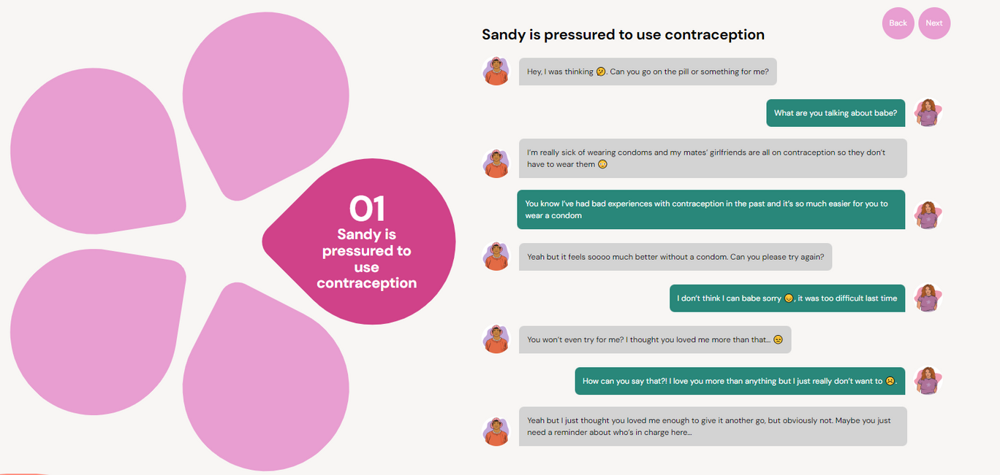 Back
Next
Sandy is pressured to use contraception
01
Sandy is
pressured to
use
contraception
Hey, I was thinking 🫤. Can you go on the pill or something for me?
What are you talking about babe?
I'm really sick of wearing condoms and my mates' girlfriends are all on contraception so they don't
have to wear them 😳
You know I've had bad experiences with contraception in the past and it's so much easier for you to
wear a condom
Yeah but it feels soooo much better without a condom. Can you please try again?
I don't think I can babe sorry 😞, it was too difficult last time
You won't even try for me? I thought you loved me more than that... 😑
How can you say that?! I love you more than anything but I just really don't want to ☹️.
Yeah but I just thought you loved me enough to give it another go, but obviously not. Maybe you just
need a reminder about who's in charge here...